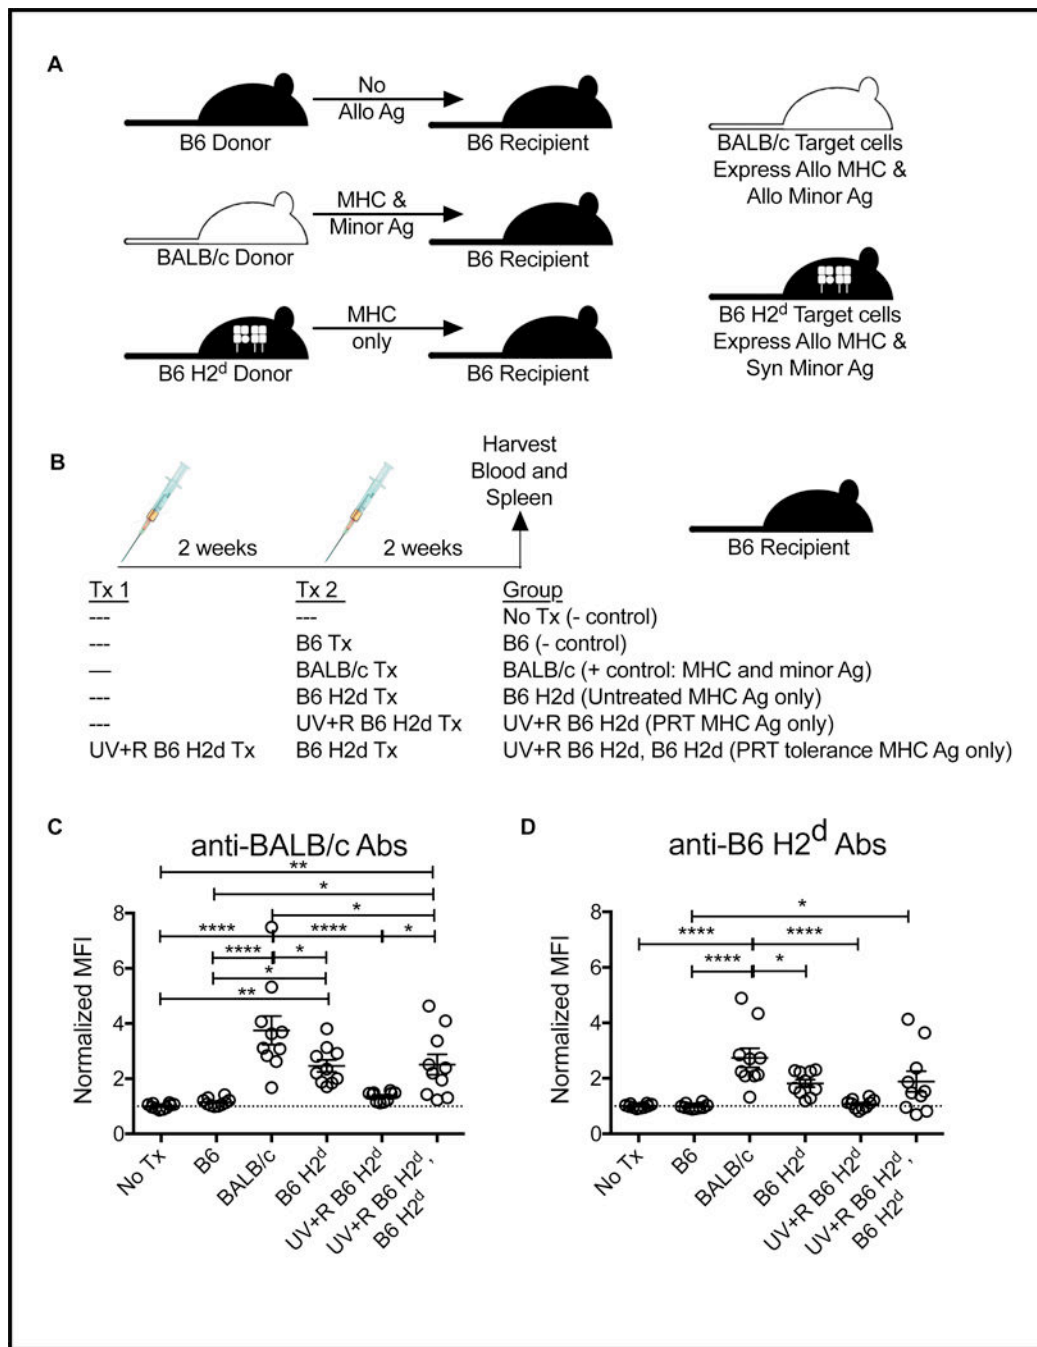 A
No
Allo Ag
B6 Donor
B6 Recipient
BALB/c Target cells
Express Allo MHC &
Allo Minor Ag
MHC &
Minor Ag
BALB/c Donor
B6 Recipient
MHC
only
B6 H2d Donor
B6 Recipient
B6 H2d Target cells
Express Allo MHC &
Syn Minor Ag
B
2 weeks
2 weeks
Harvest
Blood and
Spleen
B6 Recipient
Tx 1 Tx 2 Group
--- --- No Tx (- control)
--- B6 Tx B6 (- control)
— BALB/c Tx BALB/c (+ control: MHC and minor Ag)
--- B6 H2d Tx B6 H2d (Untreated MHC Ag only)
--- UV+R B6 H2d Tx UV+R B6 H2d (PRT MHC Ag only)
UV+R B6 H2d Tx B6 H2d Tx UV+R B6 H2d, B6 H2d (PRT tolerance MHC Ag only)
C
anti-BALB/c Abs
**
*
*
**** **** *
**** *
*
**
Normalized MFI
8
6
4
2
0
No Tx
B6
BALB/c
B6 H2d
UV+R B6 H2d
UV+R B6 H2d,
B6 H2d
D
anti-B6 H2d Abs
*
**** ****
**** *
Normalized MFI
8
6
4
2
0
No Tx
B6
BALB/c
B6 H2d
UV+R B6 H2d
UV+R B6 H2d,
B6 H2d